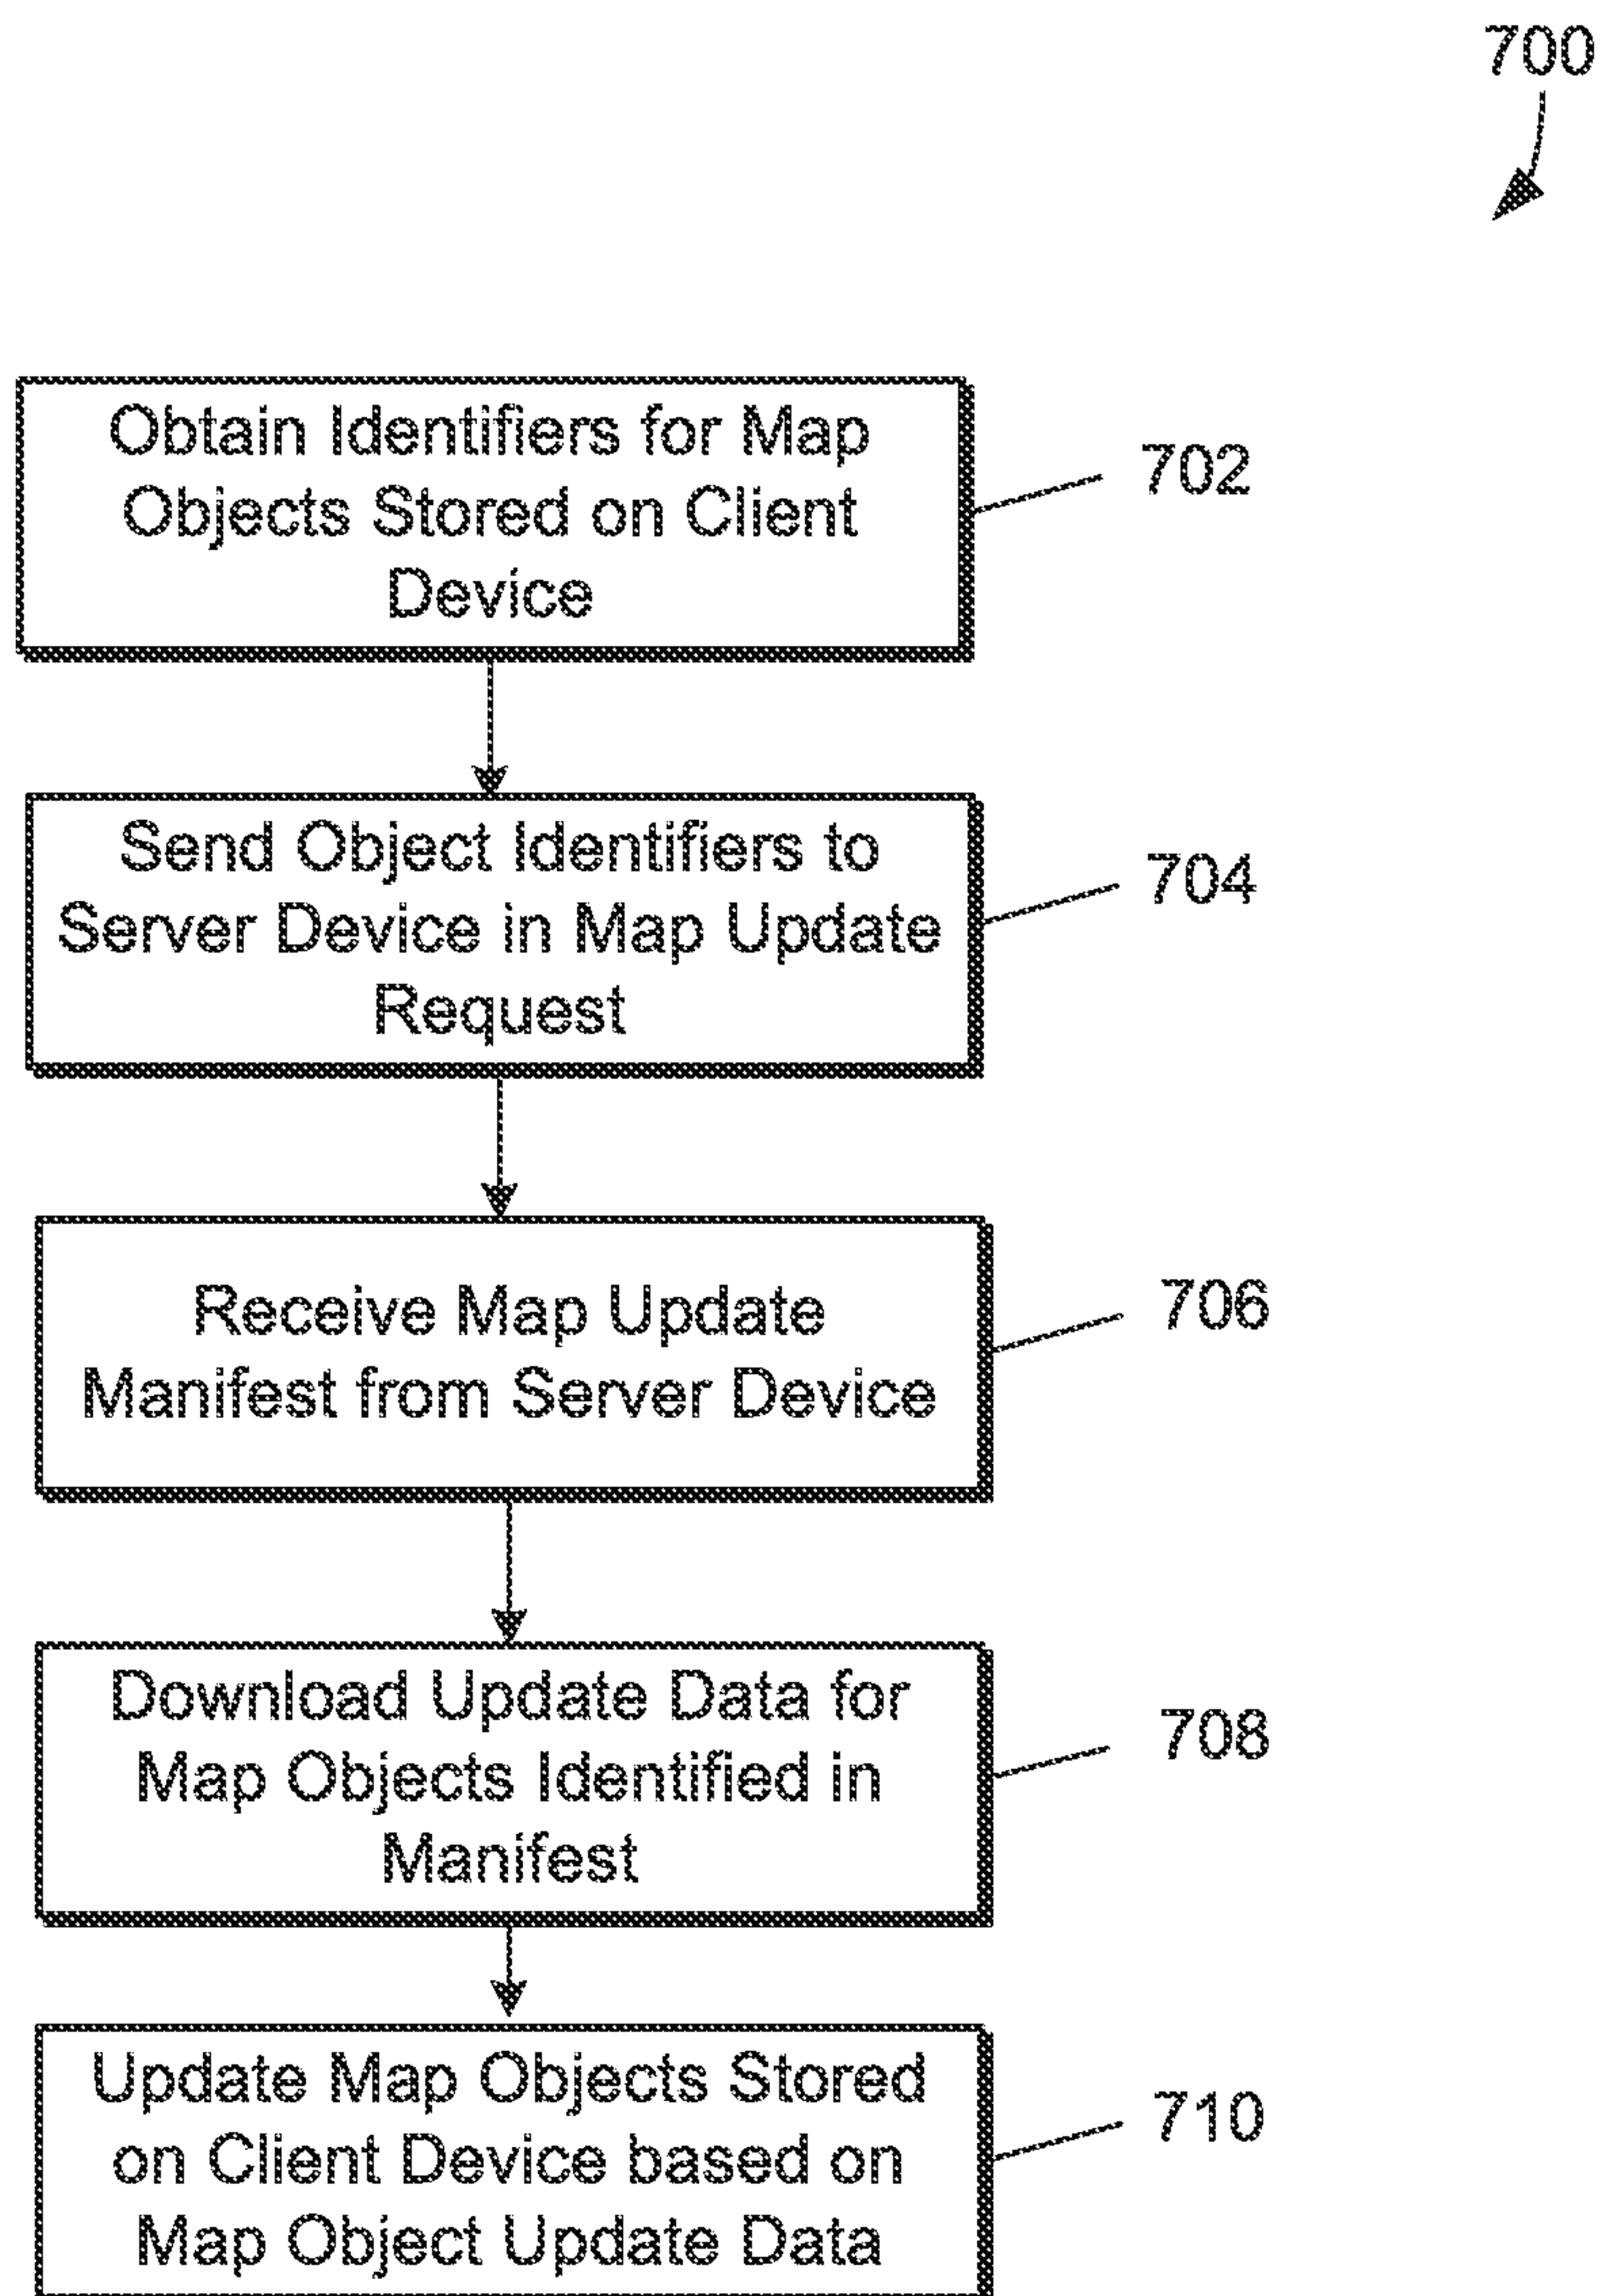 700
Obtain Identifiers for Map
Objects Stored on Client
Device
702
Send Object Identifiers to
Server Device in Map Update
Request
704
Receive Map Update
Manifest from Server Device
706
Download Update Data for
Map Objects Identified in
Manifest
708
Update Map Objects Stored
on Client Device based on
Map Object Update Data
710